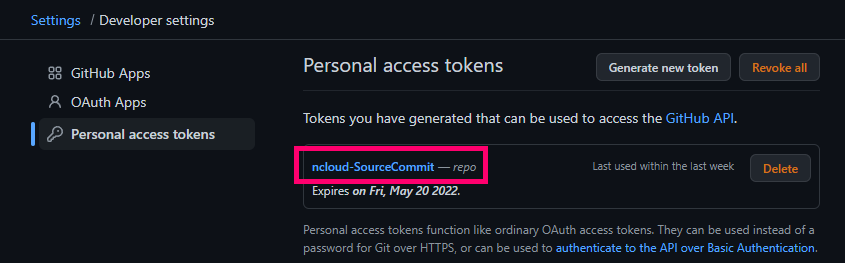 Settings / Developer settings
GitHub Apps
OAuth Apps
Personal access tokens
Personal access tokens
Generate new token
Revoke all
Tokens you have generated that can be used to access the GitHub API.
ncloud-SourceCommit — repo
Last used within the last week
Delete
Expires on Fri, May 20 2022.
Personal access tokens function like ordinary OAuth access tokens. They can be used instead of a
password for Git over HTTPS, or can be used to authenticate to the API over Basic Authentication.